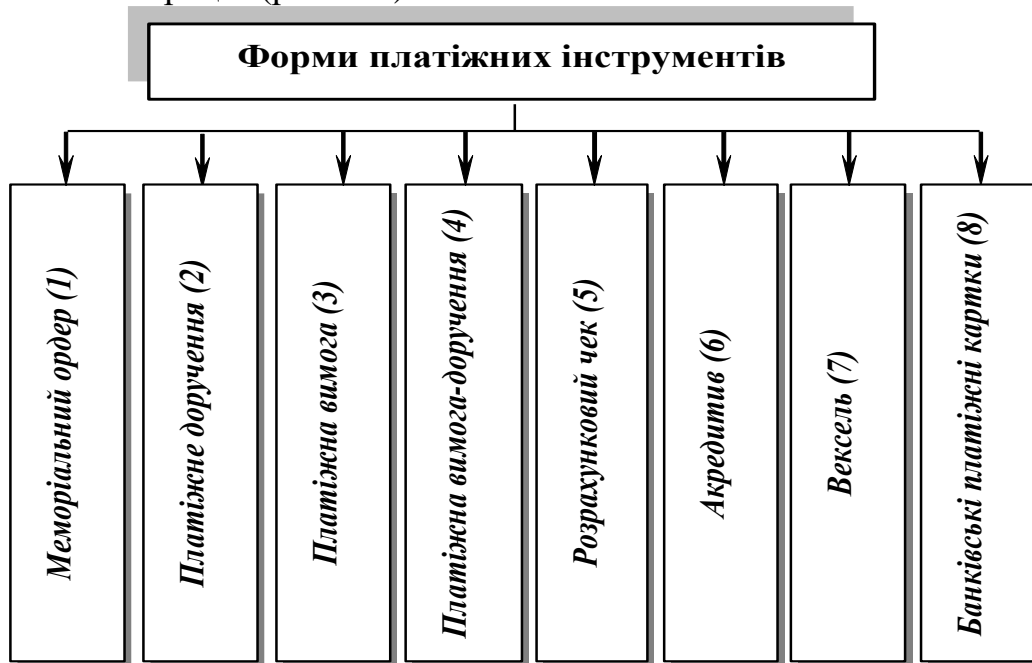 Форми платіжних інструментів
Меморіальний ордер (1)
Платіжне доручення (2)
Платіжна вимога (3)
Платіжна вимога-доручення (4)
Розрахунковий чек (5)
Акредитив (6)
Вексель (7)
Банківські платіжні картки (8)